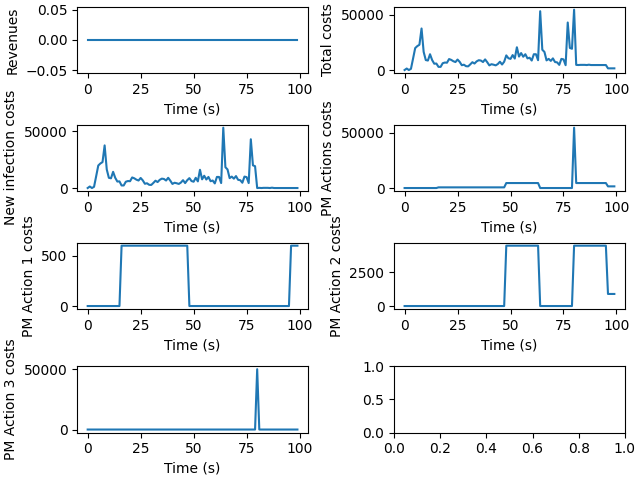 Revenues
0.05
0.00
−0.05
0 25 50 75 100
Time (s)
Total costs
50000
0
0 25 50 75 100
Time (s)
New infection costs
50000
0
0 25 50 75 100
Time (s)
PM Actions costs
50000
0
0 25 50 75 100
Time (s)
PM Action 1 costs
500
0
0 25 50 75 100
Time (s)
PM Action 2 costs
2500
0
0 25 50 75 100
Time (s)
PM Action 3 costs
50000
0
0 25 50 75 100
Time (s)
1.0
0.5
0.0
0.0 0.2 0.4 0.6 0.8 1.0